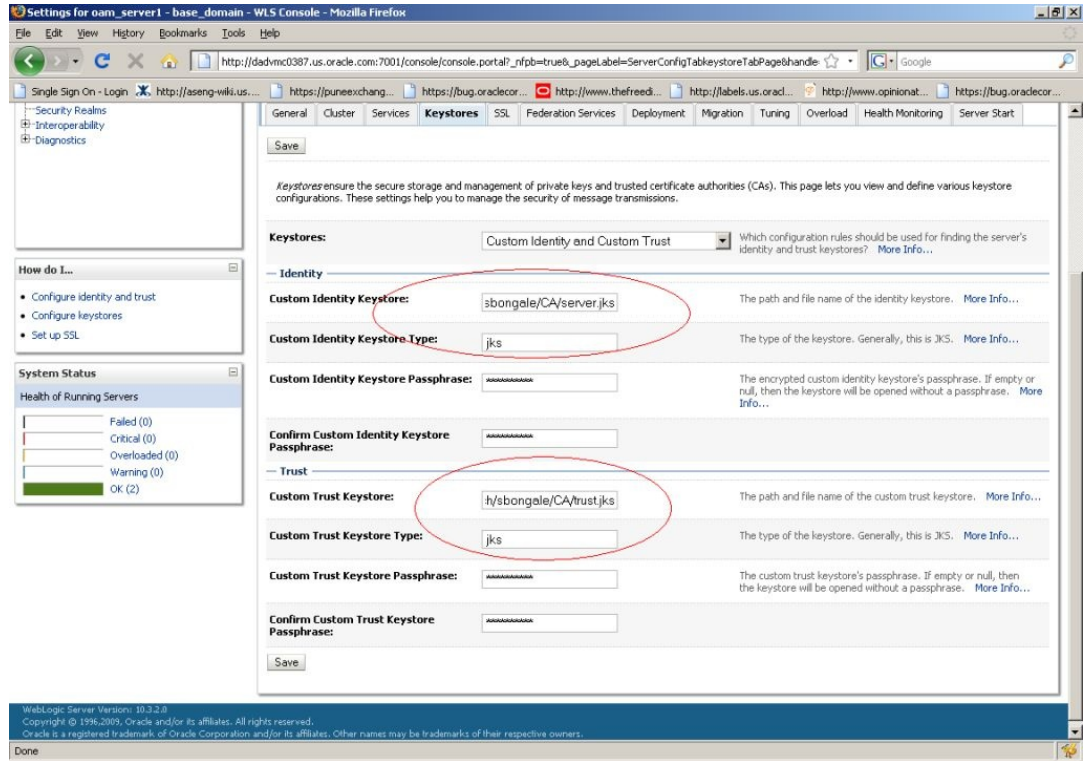 Settings for oam_server1 - base_domain - WLS Console - Mozilla Firefox
File Edit View History Bookmarks Tools Help
http://dadvmc0387.us.oracle.com:7001/console/console.portal?_nfpb=true&_pageLabel=ServerConfigTabkeystoreTabPage&handle
Google
Single Sign On - Login http://aseng-wiki.us.... https://puneexchang... https://bug.oraclecor... http://www.thefreedi... http://labels.us.oracl... http://www.opinionat... https://bug.oraclecor...
Security Realms
Interoperability
Diagnostics
General Cluster Services Keystores SSL Federation Services Deployment Migration Tuning Overload Health Monitoring Server Start
Save
Keystores ensure the secure storage and management of private keys and trusted certificate authorities (CAs). This page lets you view and define various keystore
configurations. These settings help you to manage the security of message transmissions.
Keystores:
Custom Identity and Custom Trust
Which configuration rules should be used for finding the server's
identity and trust keystores? More Info...
How do I...
Configure identity and trust
Configure keystores
Set up SSL
System Status
Health of Running Servers
Failed (0)
Critical (0)
Overloaded (0)
Warning (0)
OK (2)
Identity
Custom Identity Keystore:
sbongale/CA/server.jks
The path and file name of the identity keystore. More Info...
Custom Identity Keystore Type:
jks
The type of the keystore. Generally, this is JKS. More Info...
Custom Identity Keystore Passphrase:
**********
The encrypted custom identity keystore's passphrase. If empty or
null, then the keystore will be opened without a passphrase. More
Info...
Confirm Custom Identity Keystore
Passphrase:
**********
Trust
Custom Trust Keystore:
h/sbongale/CA/trust.jks
The path and file name of the custom trust keystore. More Info...
Custom Trust Keystore Type:
jks
The type of the keystore. Generally, this is JKS. More Info...
Custom Trust Keystore Passphrase:
**********
The custom trust keystore's passphrase. If empty or null, then
the keystore will be opened without a passphrase. More Info...
Confirm Custom Trust Keystore
Passphrase:
**********
Save
WebLogic Server Version: 10.3.2.0
Copyright © 1996,2009, Oracle and/or its affiliates. All rights reserved.
Oracle is a registered trademark of Oracle Corporation and/or its affiliates. Other names may be trademarks of their respective owners.
Done